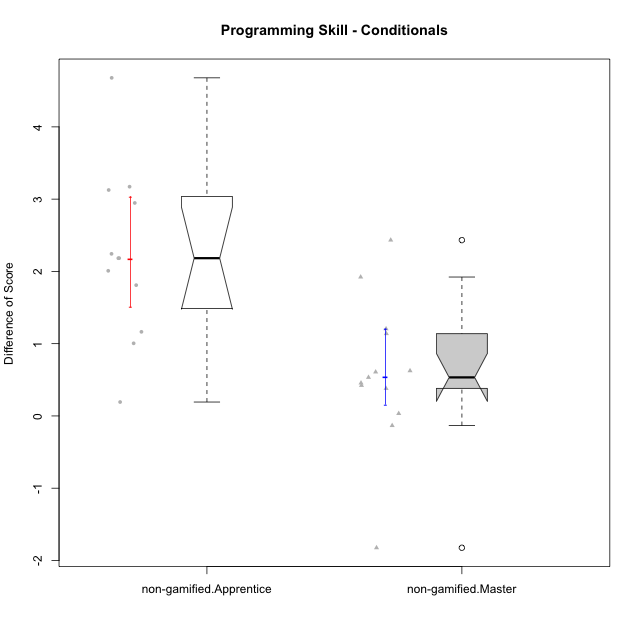 Programming Skill - Conditionals
Difference of Score
4
3
2
1
0
-1
-2
non-gamified.Apprentice
non-gamified.Master